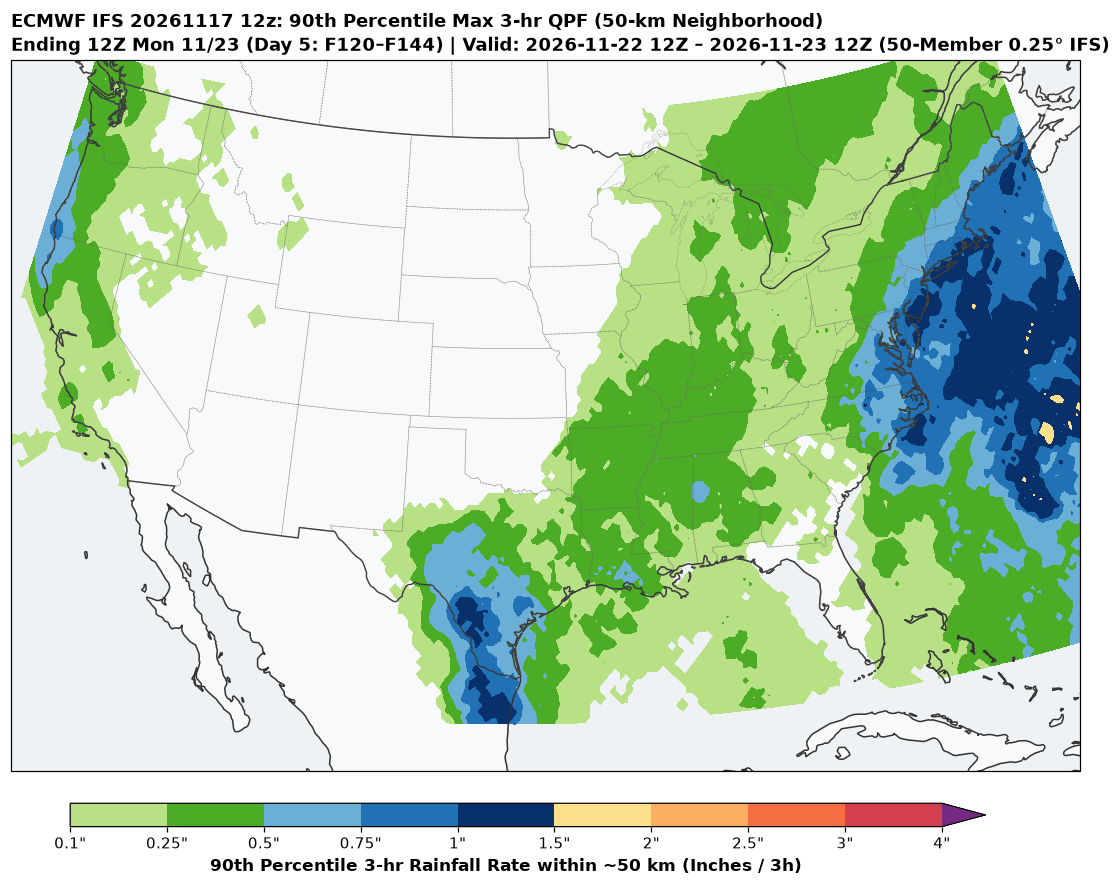 ECMWF IFS 20261117 12z: 90th Percentile Max 3-hr QPF (50-km Neighborhood)
Ending 12Z Mon 11/23 (Day 5: F120–F144) | Valid: 2026-11-22 12Z – 2026-11-23 12Z (50-Member 0.25° IFS)
0.1" 0.25" 0.5" 0.75" 1" 1.5" 2" 2.5" 3" 4"
90th Percentile 3-hr Rainfall Rate within ~50 km (Inches / 3h)